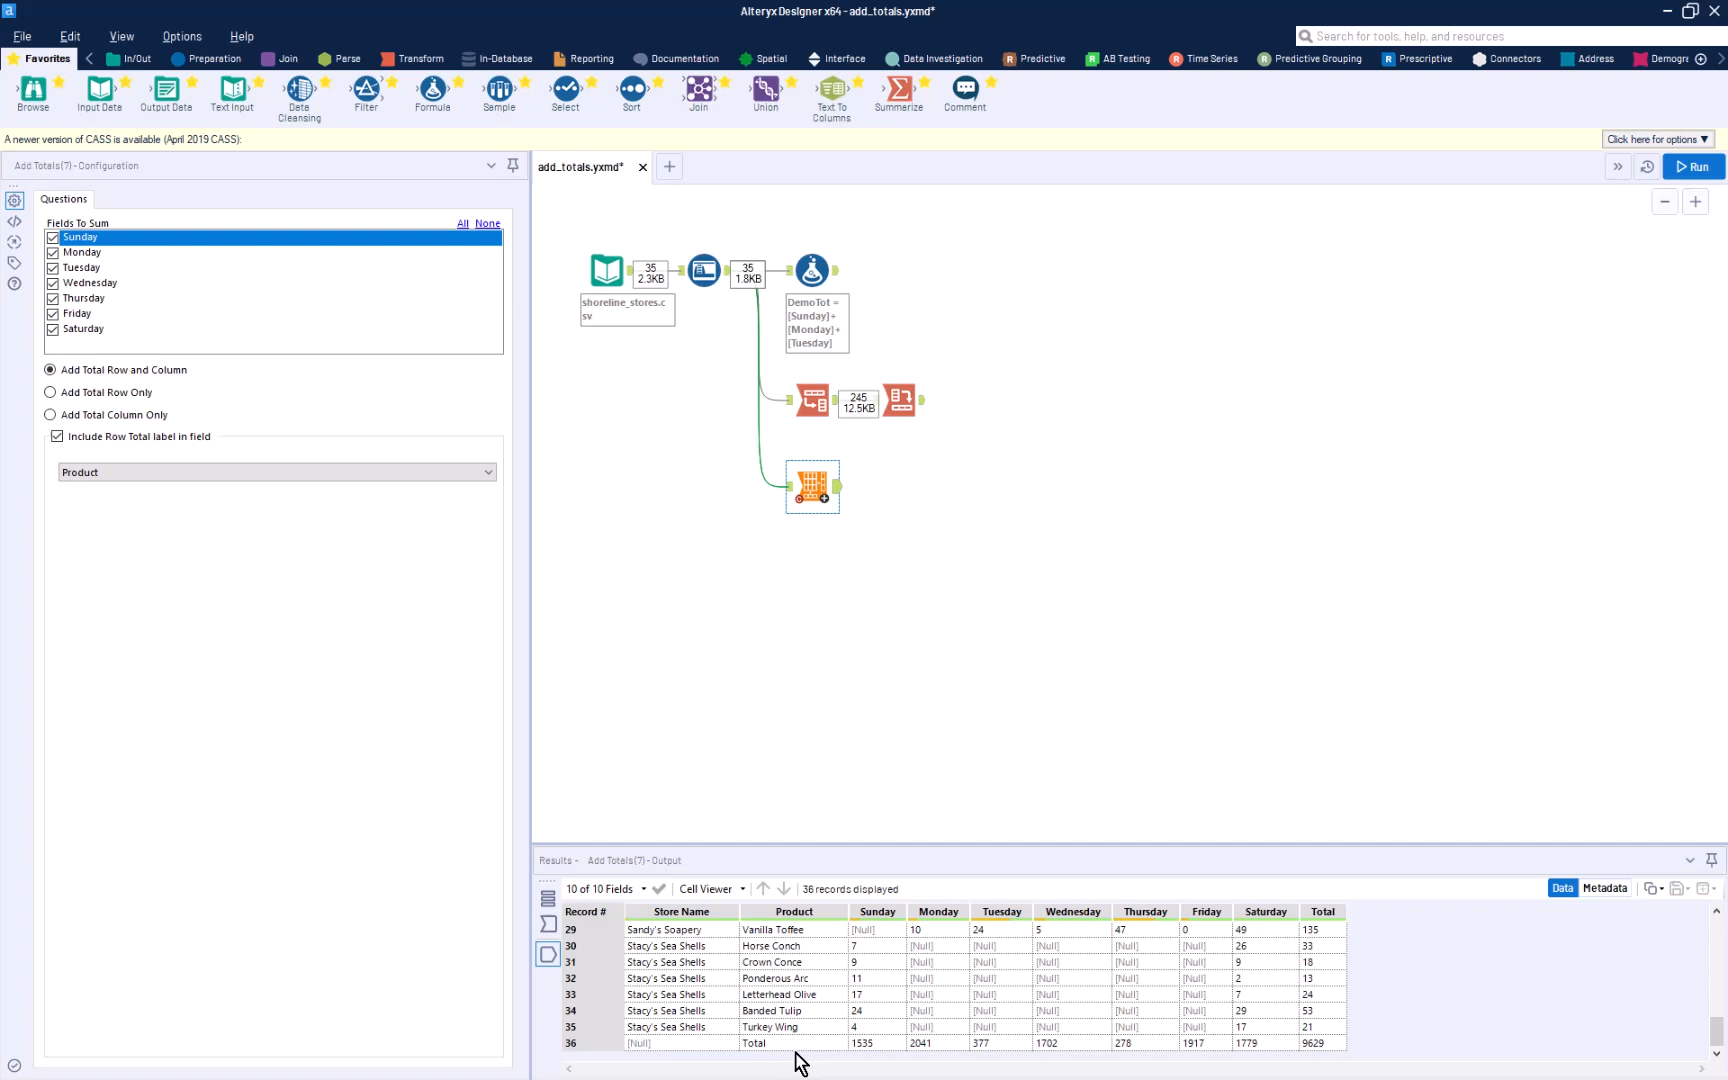 Alteryx Designer x64 - add_totals.yxmd*
File Edit View Options Help
Search for tools, help, and resources
Favorites In/Out Preparation Join Parse Transform In-Database Reporting Documentation Spatial Interface Data Investigation Predictive AB Testing Time Series Predictive Grouping Prescriptive Connectors Address Demogr
Browse Input Data Output Data Text Input Data Cleansing Filter Formula Sample Select Sort Join Union Text To Columns Summarize Comment
A newer version of CASS is available (April 2019 CASS):
Click here for options
Add Totals (7) - Configuration
add_totals.yxmd*
Run
Questions
Fields To Sum
All None
Sunday
Monday
Tuesday
Wednesday
Thursday
Friday
Saturday
Add Total Row and Column
Add Total Row Only
Add Total Column Only
Include Row Total label in field
Product
35
2.3KB
35
1.8KB
shoreline_stores.c
sv
DemoTot =
[Sunday]+
[Monday]+
[Tuesday]
245
12.5KB
Results - Add Totals (7) - Output
10 of 10 Fields Cell Viewer 36 records displayed
Data Metadata
Record # Store Name Product Sunday Monday Tuesday Wednesday Thursday Friday Saturday Total
29 Sandy's Soapery Vanilla Toffee [Null] 10 24 5 47 0 49 135
30 Stacy's Sea Shells Horse Conch 7 [Null] [Null] [Null] [Null] [Null] 26 33
31 Stacy's Sea Shells Crown Conce 9 [Null] [Null] [Null] [Null] [Null] 9 18
32 Stacy's Sea Shells Ponderous Arc 11 [Null] [Null] [Null] [Null] [Null] 2 13
33 Stacy's Sea Shells Letterhead Olive 17 [Null] [Null] [Null] [Null] [Null] 7 24
34 Stacy's Sea Shells Banded Tulip 24 [Null] [Null] [Null] [Null] [Null] 29 53
35 Stacy's Sea Shells Turkey Wing 4 [Null] [Null] [Null] [Null] [Null] 17 21
36 [Null] Total 1535 2041 377 1702 278 1917 1779 9629